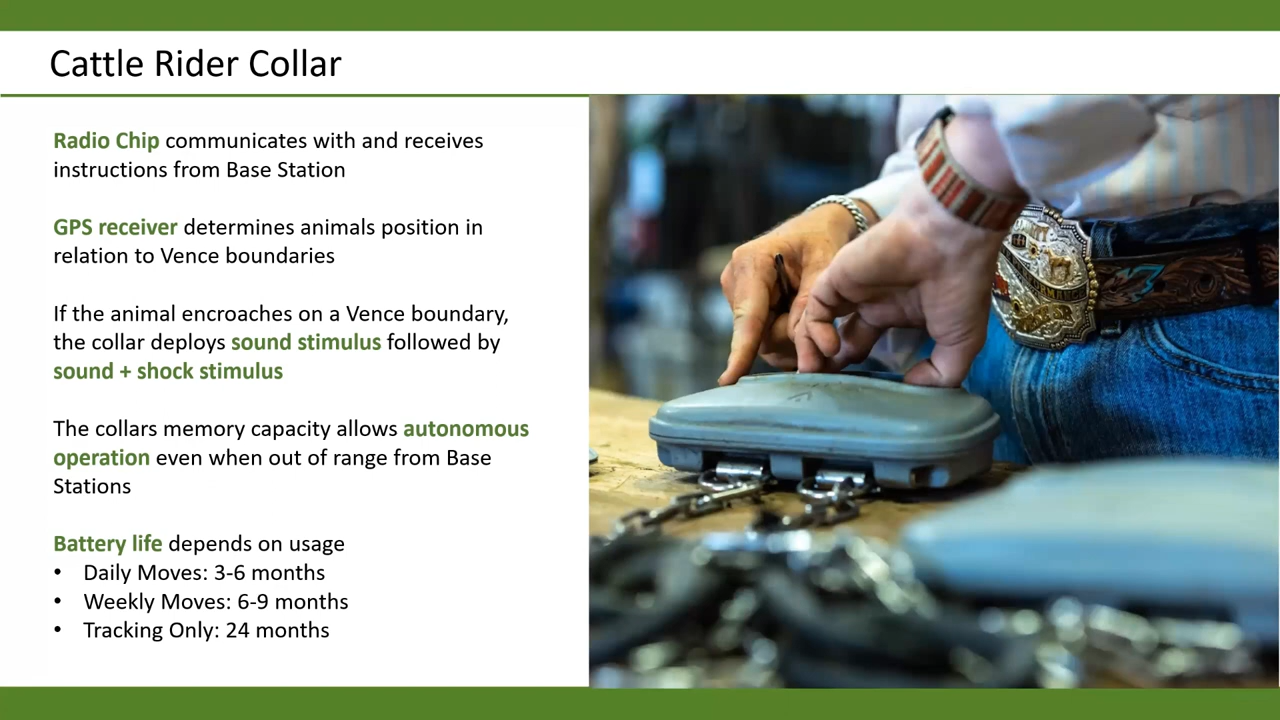 Cattle Rider Collar
Radio Chip communicates with and receives
instructions from Base Station
GPS receiver determines animals position in
relation to Vence boundaries
If the animal encroaches on a Vence boundary,
the collar deploys sound stimulus followed by
sound + shock stimulus
The collars memory capacity allows autonomous
operation even when out of range from Base
Stations
Battery life depends on usage
• Daily Moves: 3-6 months
• Weekly Moves: 6-9 months
• Tracking Only: 24 months